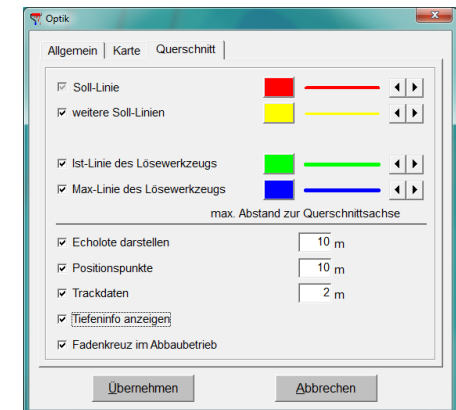 Optik
Allgemein Karte Querschnitt
Soll-Linie
weitere Soll-Linien
Ist-Linie des Lösewerkzeugs
Max-Linie des Lösewerkzeugs
max. Abstand zur Querschnittsachse
Echolote darstellen 10 m
Positionspunkte 10 m
Trackdaten 2 m
Tiefeninfo anzeigen
Fadenkreuz im Abbaubetrieb
Übernehmen Abbrechen